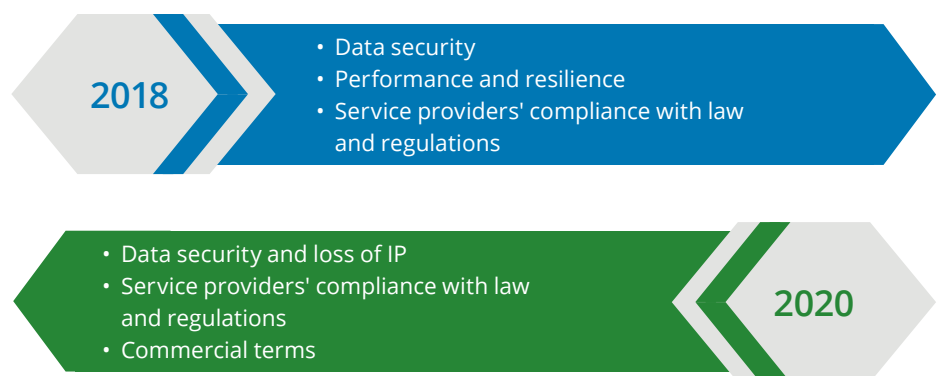 2018
• Data security
• Performance and resilience
• Service providers' compliance with law
and regulations
• Data security and loss of IP
• Service providers' compliance with law
and regulations
• Commercial terms
2020